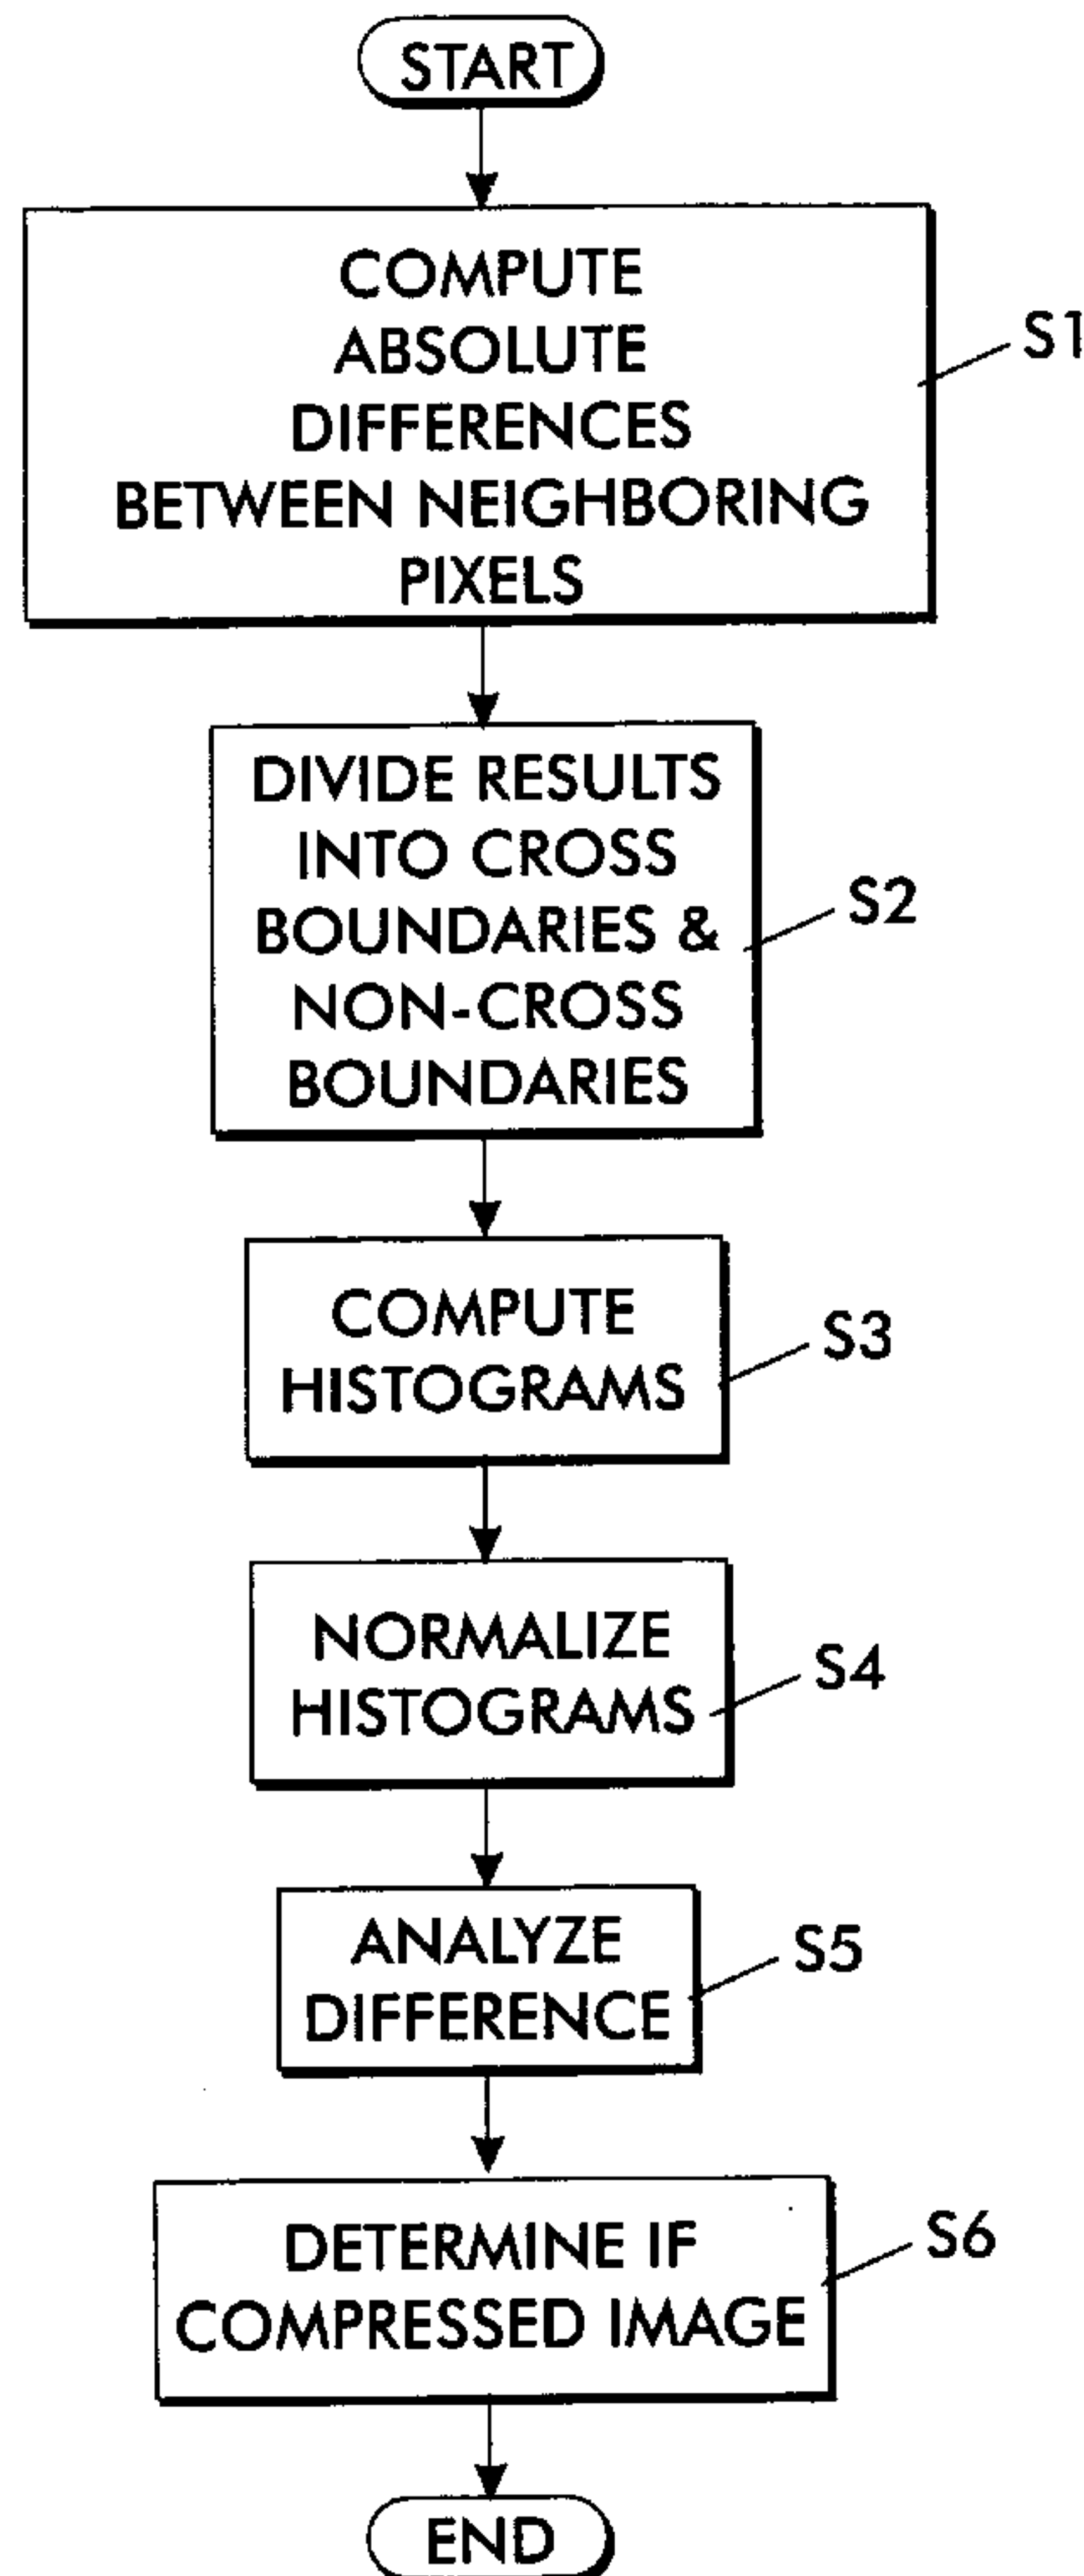 START
COMPUTE
ABSOLUTE
DIFFERENCES
BETWEEN NEIGHBORING
PIXELS
S1
DIVIDE RESULTS
INTO CROSS
BOUNDARIES &
NON-CROSS
BOUNDARIES
S2
COMPUTE
HISTOGRAMS
S3
NORMALIZE
HISTOGRAMS
S4
ANALYZE
DIFFERENCE
S5
DETERMINE IF
COMPRESSED IMAGE
S6
END